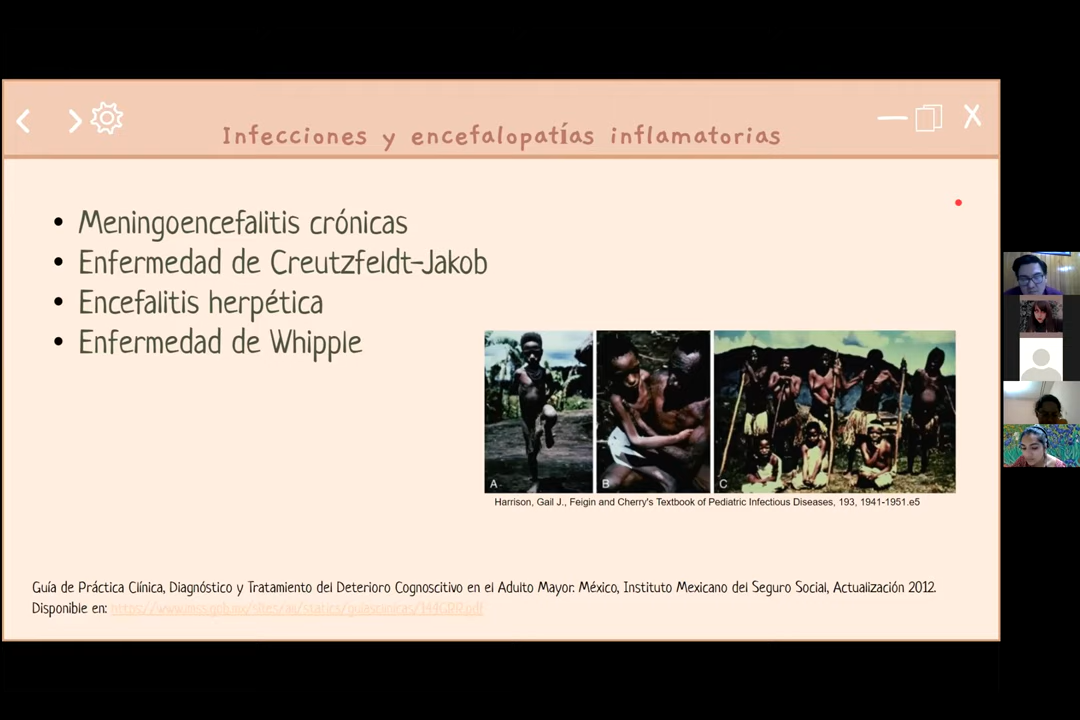 Infecciones y encefalopatías inflamatorias
• Meningoencefalitis crónicas
• Enfermedad de Creutzfeldt-Jakob
• Encefalitis herpética
• Enfermedad de Whipple
A
B
C
Harrison, Gail J., Feigin and Cherry's Textbook of Pediatric Infectious Diseases, 193, 1941-1951.e5
Guía de Práctica Clínica, Diagnóstico y Tratamiento del Deterioro Cognoscitivo en el Adulto Mayor. México, Instituto Mexicano del Seguro Social, Actualización 2012.
Disponible en: